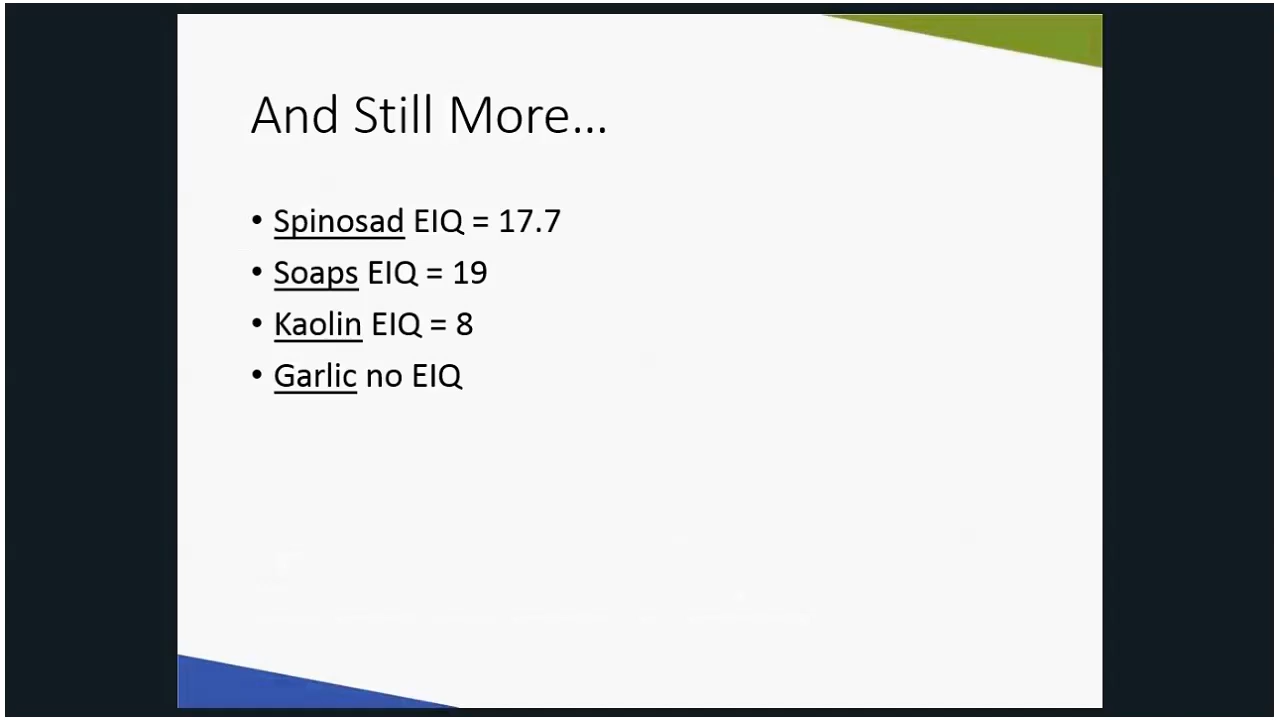 And Still More...
• Spinosad EIQ = 17.7
• Soaps EIQ = 19
• Kaolin EIQ = 8
• Garlic no EIQ